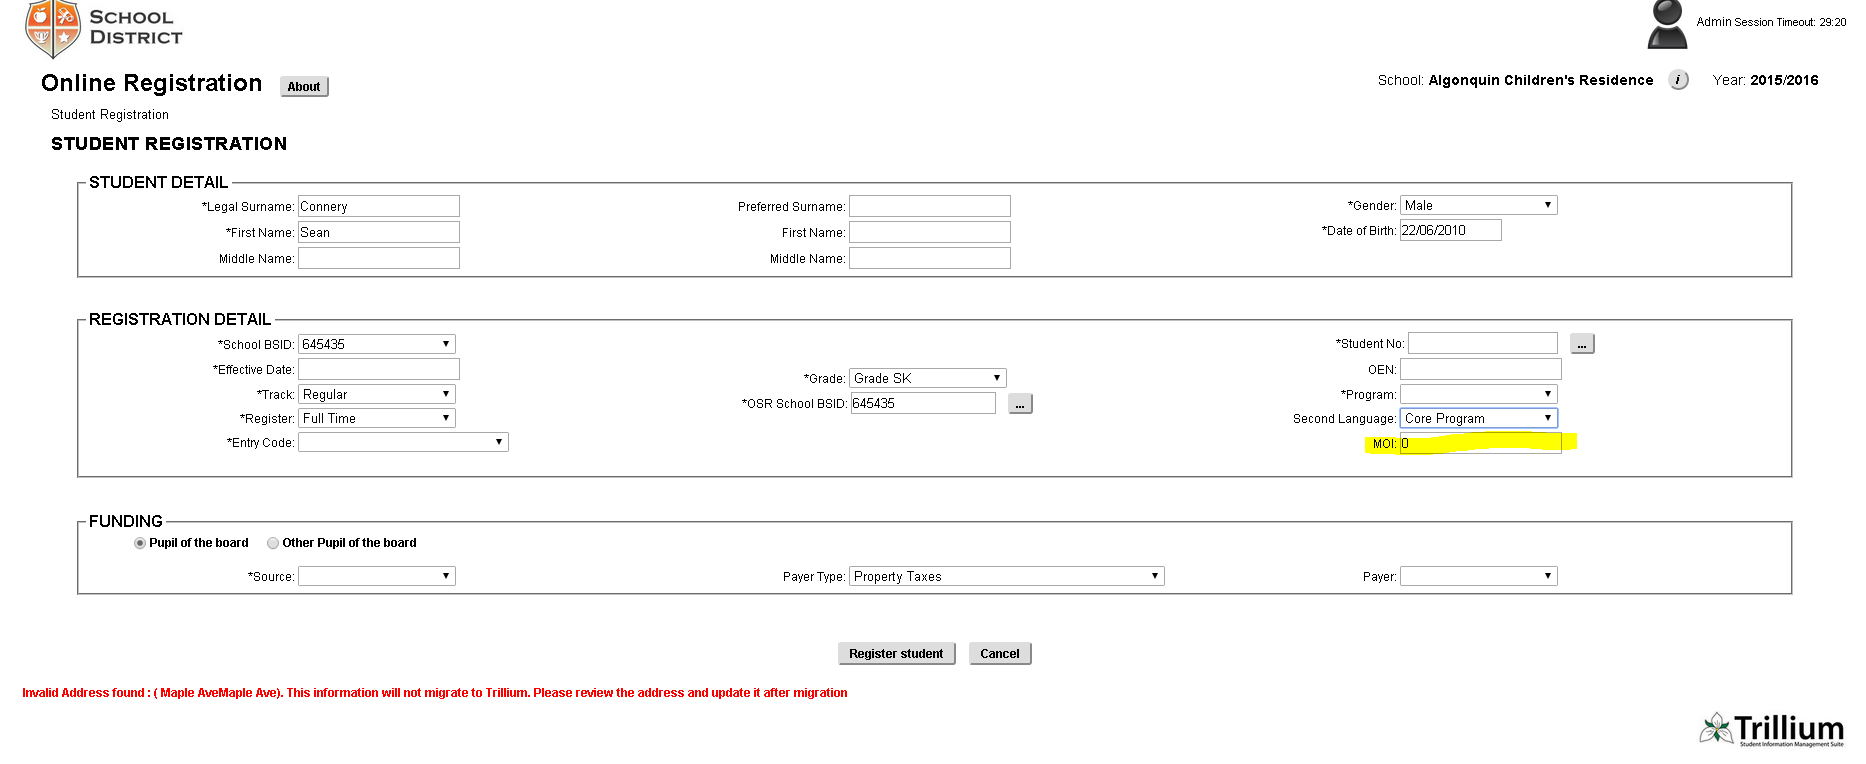 SCHOOL
DISTRICT
Admin Session Timeout: 29:20
Online Registration About
School: Algonquin Children's Residence i Year: 2015/2016
Student Registration
STUDENT REGISTRATION
STUDENT DETAIL
*Legal Surname: Connery Preferred Surname: *Gender: Male
*First Name: Sean First Name: *Date of Birth: 22/06/2010
Middle Name: Middle Name:
REGISTRATION DETAIL
*School BSID: 645435 *Student No: ...
*Effective Date: OEN:
*Grade: Grade SK
*Track: Regular *Program:
*OSR School BSID: 645435 ...
*Register: Full Time Second Language: Core Program
*Entry Code: MOI: 0
FUNDING
Pupil of the board Other Pupil of the board
*Source: Payer Type: Property Taxes Payer:
Register student Cancel
Invalid Address found : ( Maple AveMaple Ave). This information will not migrate to Trillium. Please review the address and update it after migration
Trillium
Student Information Management Suite